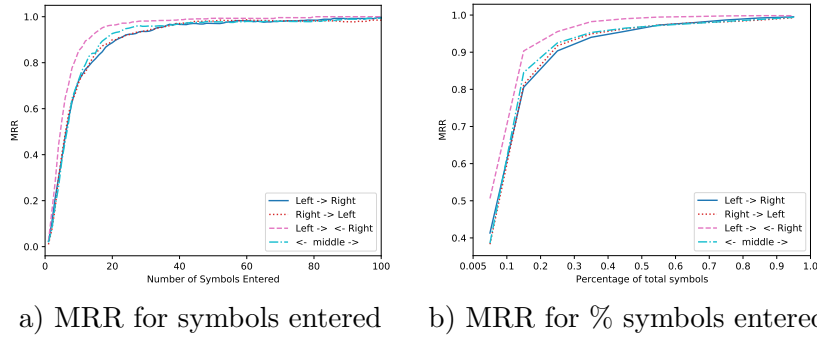 1.0
0.8
0.6
0.4
0.2
0.0
MRR
0 20 40 60 80 100
Number of Symbols Entered
Left -> Right
Right -> Left
Left -> <- Right
<- middle ->
a) MRR for symbols entered
1.0
0.9
0.8
0.7
0.6
0.5
0.4
MRR
0.005 0.1 0.2 0.3 0.4 0.5 0.6 0.7 0.8 0.9 1.0
Percentage of total symbols
Left -> Right
Right -> Left
Left -> <- Right
<- middle ->
b) MRR for % symbols entered